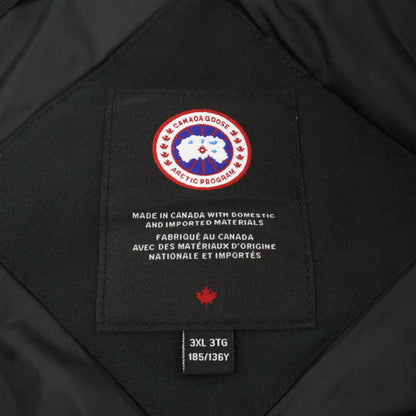 CANADA GOOSE
ARCTIC PROGRAM
MADE IN CANADA WITH DOMESTIC
AND IMPORTED MATERIALS
FABRIQUÉ AU CANADA
AVEC DES MATÉRIAUX D'ORIGINE
NATIONALE ET IMPORTÉS
3XL 3TG
185/136Y